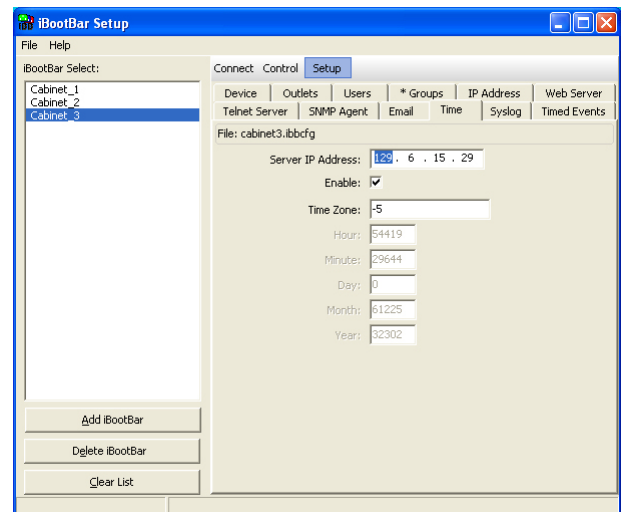 iBootBar Setup
File Help
iBootBar Select:
Connect Control Setup
Cabinet_1
Cabinet_2
Cabinet_3
Device Outlets Users * Groups IP Address Web Server
Telnet Server SNMP Agent Email Time Syslog Timed Events
File: cabinet3.ibbcfg
Server IP Address: 129 . 6 . 15 . 29
Enable:
Time Zone: -5
Hour: 54419
Minute: 29644
Day: 0
Month: 61225
Year: 32302
Add iBootBar
Delete iBootBar
Clear List